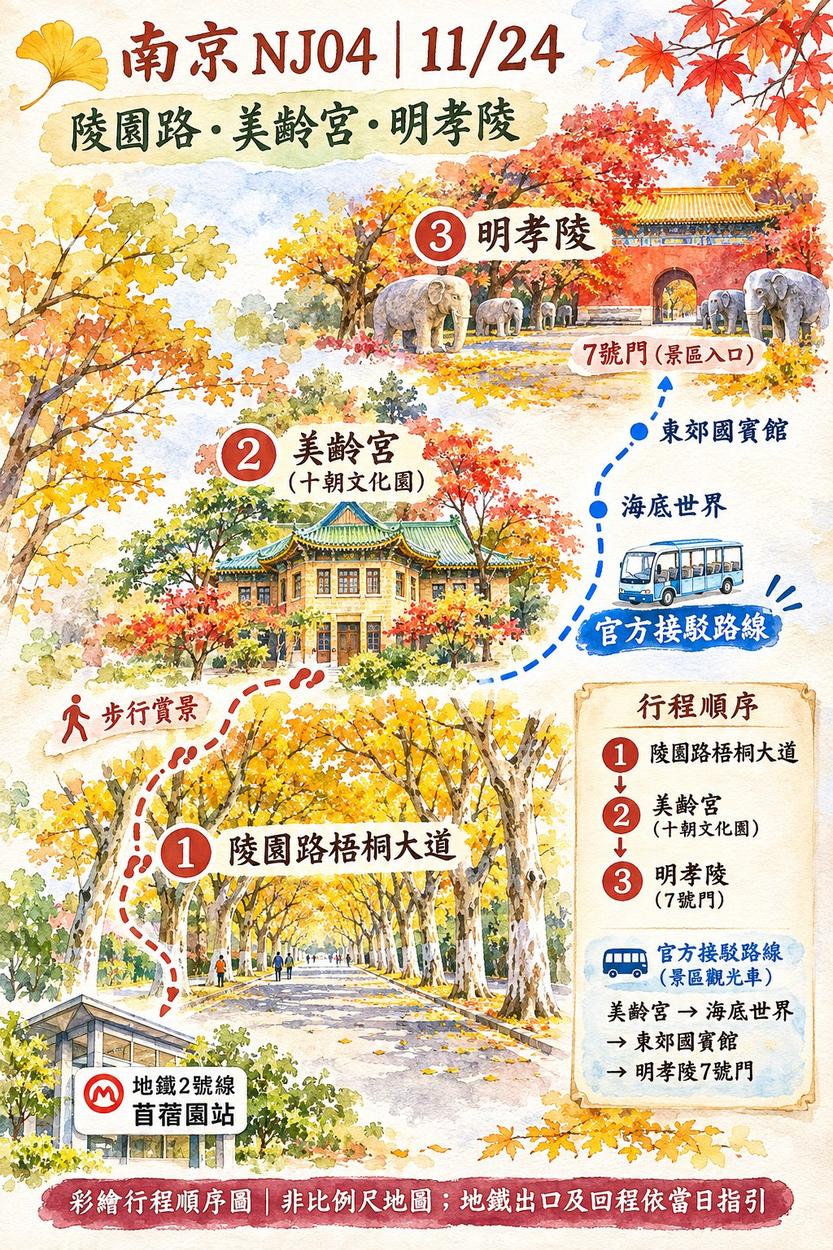 南京 NJ04 | 11/24
陵園路・美齡宮・明孝陵
3 明孝陵
7號門(景區入口)
東郊國賓館
2 美齡宮
(十朝文化園)
海底世界
官方接駁路線
步行賞景
1 陵園路梧桐大道
地鐵2號線
苜蓿園站
行程順序
1 陵園路梧桐大道
↓
2 美齡宮
(十朝文化園)
↓
3 明孝陵
(7號門)
官方接駁路線
(景區觀光車)
美齡宮 → 海底世界
→ 東郊國賓館
→ 明孝陵7號門
彩繪行程順序圖 | 非比例尺地圖；地鐵出口及回程依當日指引